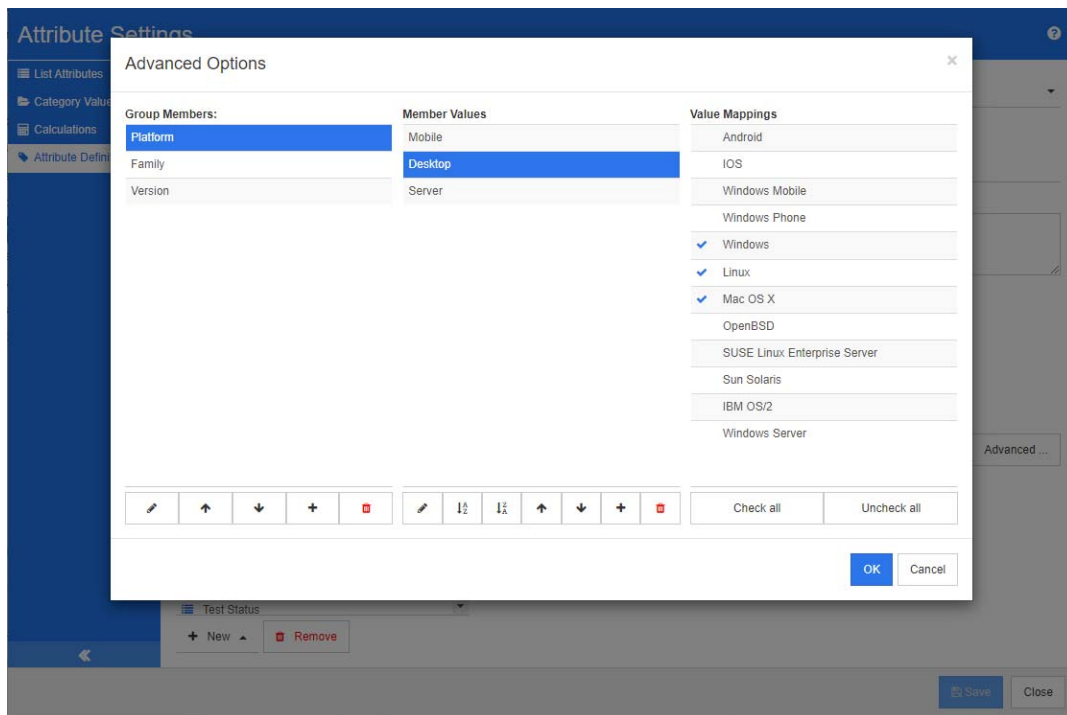 Attribute Settings
List Attributes
Category Value
Calculations
Attribute Defini
Advanced Options
×
Group Members:
Platform
Family
Version
Member Values
Mobile
Desktop
Server
Value Mappings
Android
IOS
Windows Mobile
Windows Phone
Windows
Linux
Mac OS X
OpenBSD
SUSE Linux Enterprise Server
Sun Solaris
IBM OS/2
Windows Server
Check all
Uncheck all
OK
Cancel
Advanced ...
Test Status
+ New
Remove
Save
Close